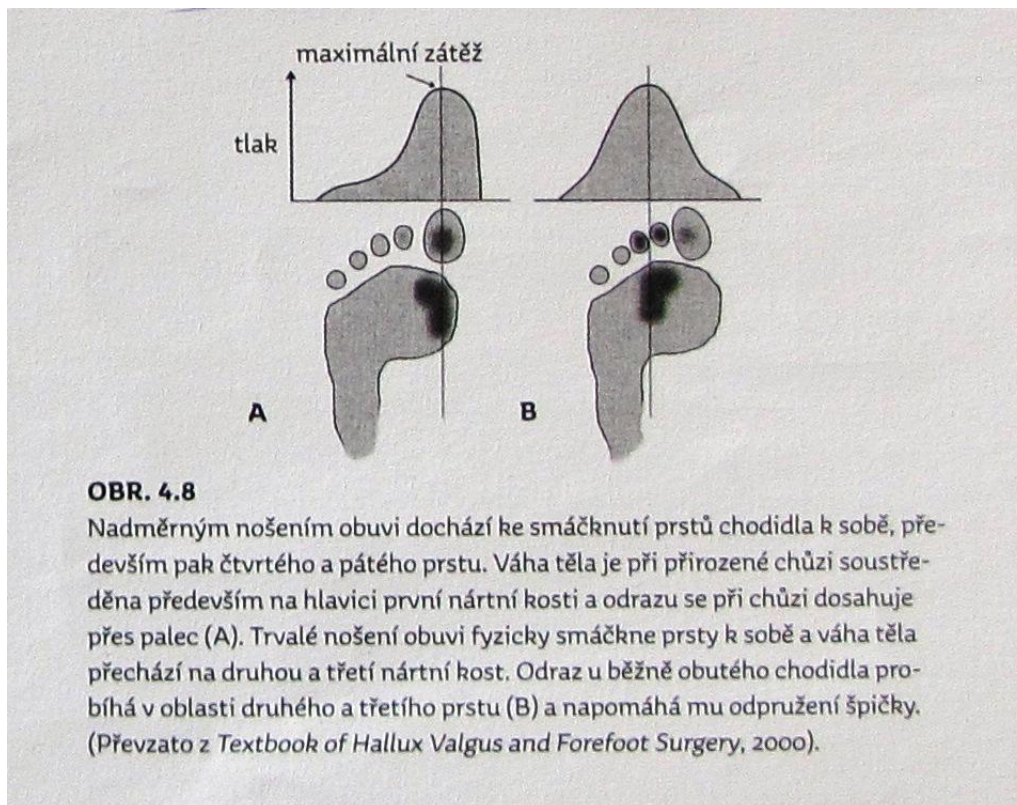 maximální zátěž
tlak
A
B
OBR. 4.8
Nadměrným nošením obuvi dochází ke smáčknutí prstů chodidla k sobě, pře-
devším pak čtvrtého a pátého prstu. Váha těla je při přirozené chůzi soustře-
děna především na hlavici první nártní kosti a odrazu se při chůzi dosahuje
přes palec (A). Trvalé nošení obuvi fyzicky smáčkne prsty k sobě a váha těla
přechází na druhou a třetí nártní kost. Odraz u běžně obutého chodidla pro-
bíhá v oblasti druhého a třetího prstu (B) a napomáhá mu odpružení špičky.
(Převzato z Textbook of Hallux Valgus and Forefoot Surgery, 2000).